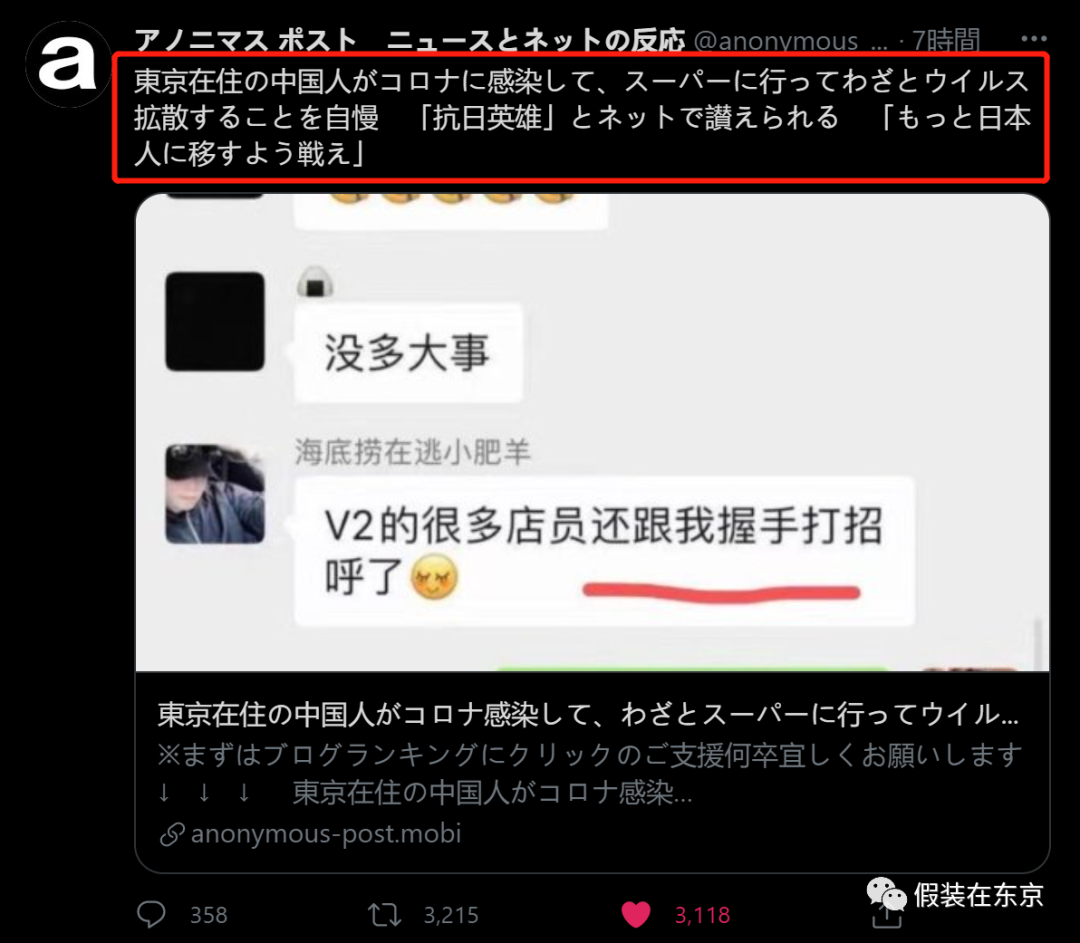 a
アノニマス ポスト　ニュースとネットの反応 @anonymous_... · 7時間
東京在住の中国人がコロナに感染して、スーパーに行ってわざとウイルス
拡散することを自慢　「抗日英雄」とネットで讃えられる　「もっと日本
人に移すよう戦え」
没多大事
海底捞在逃小肥羊
V2的很多店员还跟我握手打招
呼了
東京在住の中国人がコロナ感染して、わざとスーパーに行ってウイル...
※まずはブログランキングにクリックのご支援何卒宜しくお願いします
↓　↓　↓　東京在住の中国人がコロナ感染...
anonymous-post.mobi
358 3,215 3,118
假装在东京